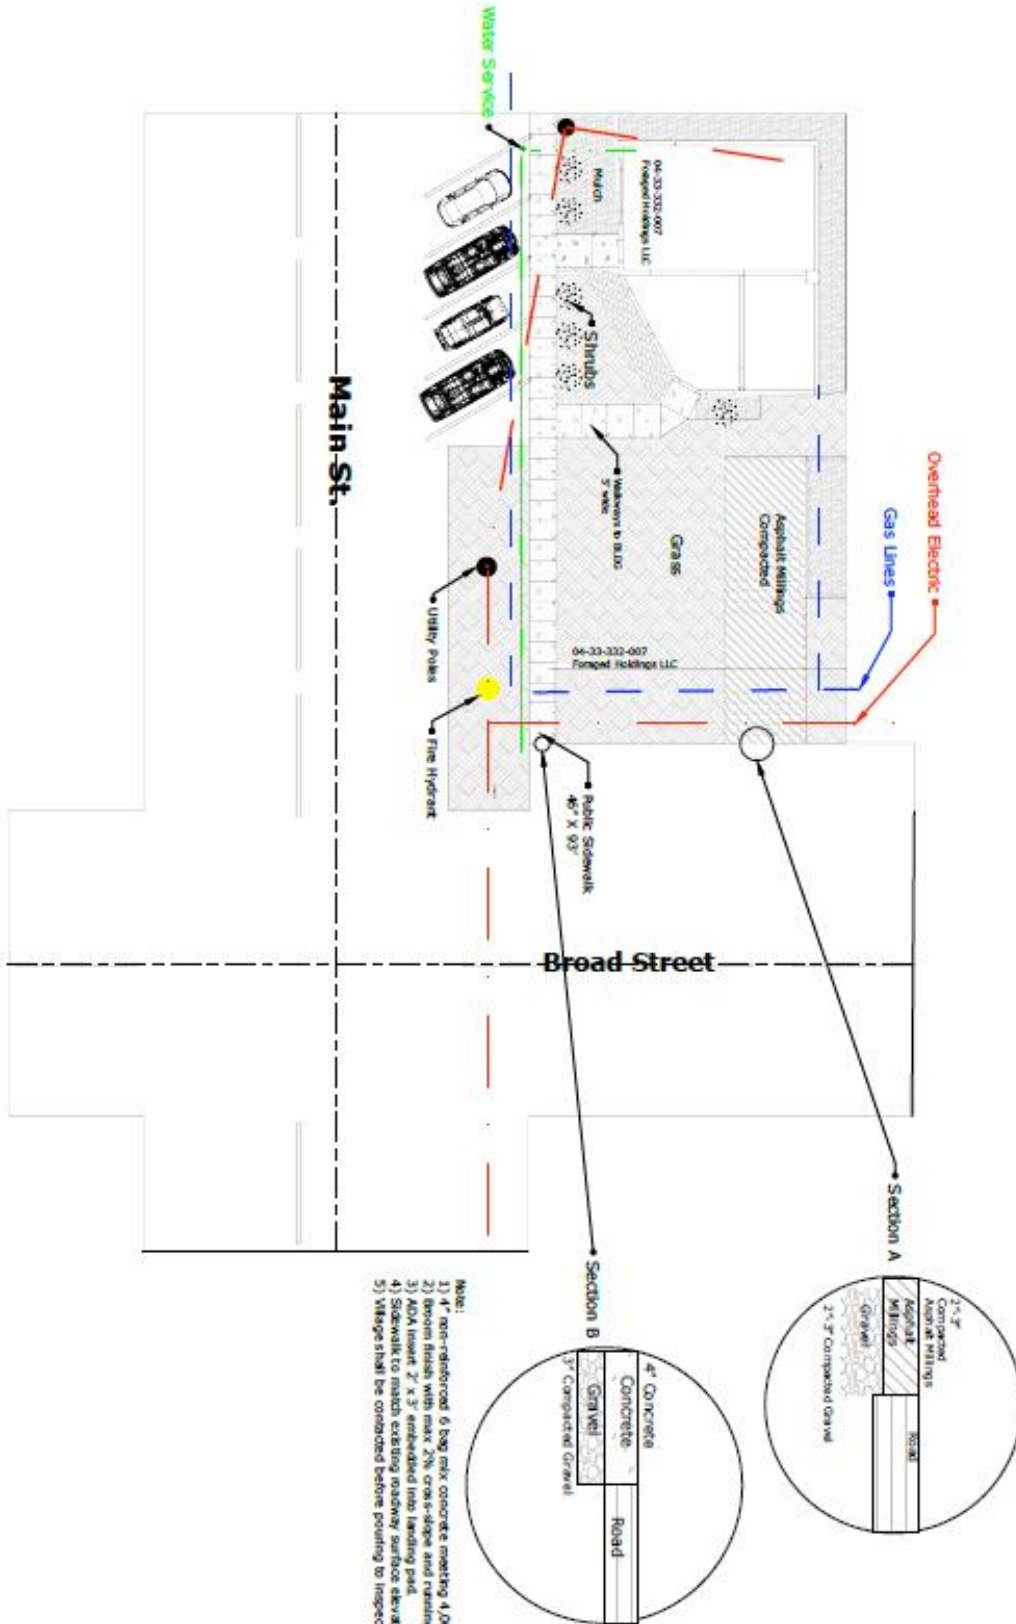 Water Service
04-33-332-007
Foraged Holdings LLC
Mulch
Shrubs
Main St.
Walkways to BLDG
5' wide
Grass
Asphalt Millings
Compacted
Overhead Electric
Gas Lines
Utility Poles
Fire Hydrant
04-33-332-007
Foraged Holdings LLC
Public Sidewalk
46" X 93'
Broad Street
Section A
2"-3"
Compacted
Asphalt Millings
Asphalt
Millings
Gravel
2"-3" Compacted Gravel
Road
Section B
4" Concrete
Concrete
Gravel
3" Compacted Gravel
Road
Note:
1) 4" non-reinforced 6 bag mix concrete meeting 4,0
2) Broom finish with max 2% cross-slope and running
3) ADA insert 2' x 3' embedded into landing pad.
4) Sidewalk to match existing roadway surface
5) Village shall be contacted before pouring to